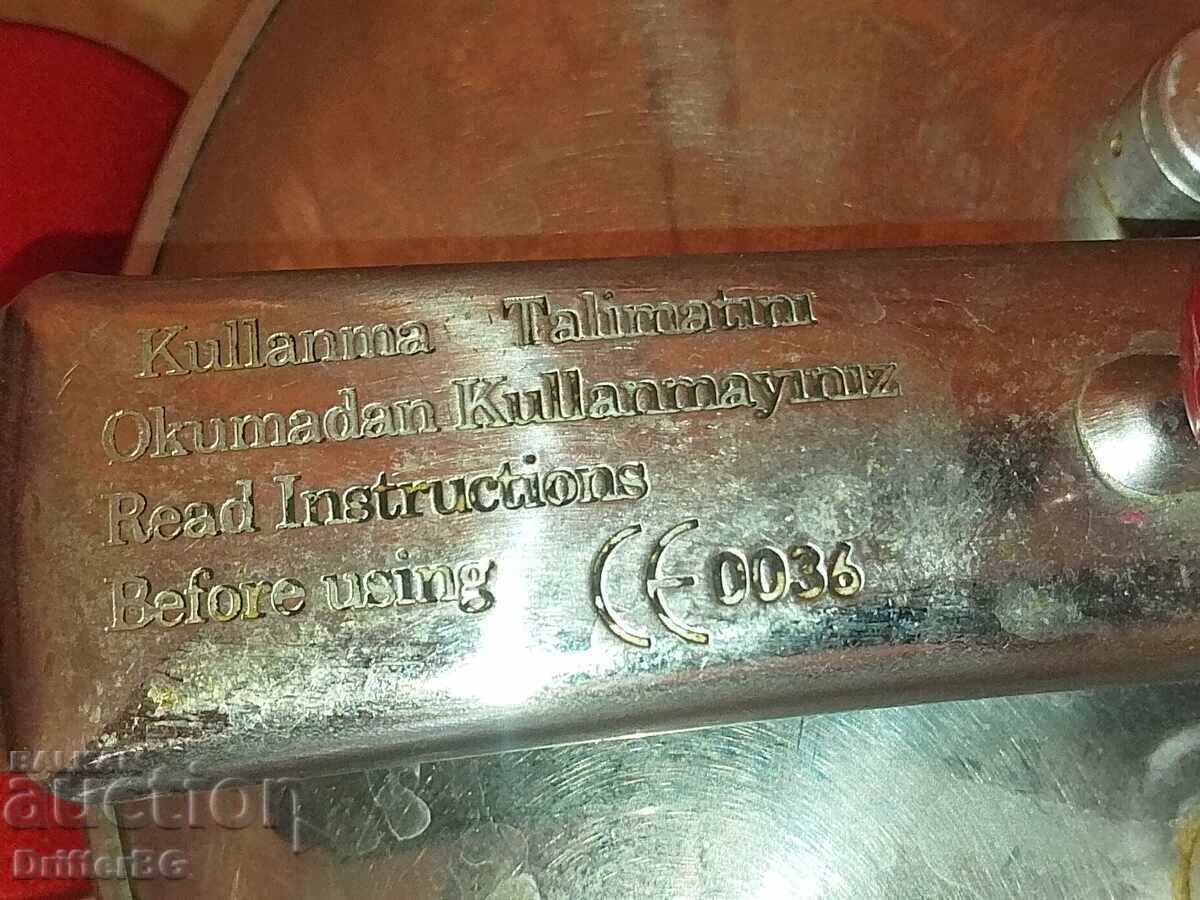 Kullanma Talimatını
Okumadan Kullanmayınız
Read Instructions
Before using CE 0036
BALKAN
auction
DrifterBG